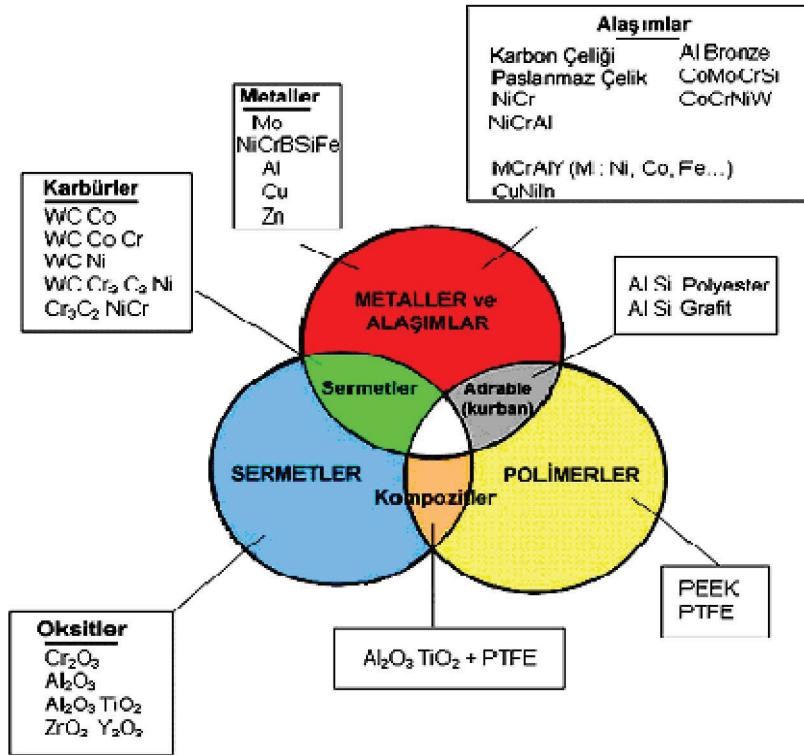 Alaşımlar
Karbon Çeliği Al Bronze
Paslanmaz Çelik CoMoCrSi
NiCr CoCrNiW
NiCrAl
MCrAlY (M : Ni, Co, Fe...)
CuNiIn
Metaller
Mo
NiCrBSiFe
Al
Cu
Zn
Karbürler
WC Co
WC Co Cr
WC Ni
WC Cr₃ C₂ Ni
Cr₃C₂ NiCr
METALLER ve
ALAŞIMLAR
Al Si Polyester
Al Si Grafit
Sermetler
Adrable
(kurban)
SERMETLER
POLİMERLER
Kompozitler
PEEK
PTFE
Oksitler
Cr₂O₃
Al₂O₃
Al₂O₃ TiO₂
ZrO₂ Y₂O₃
Al₂O₃ TiO₂ + PTFE